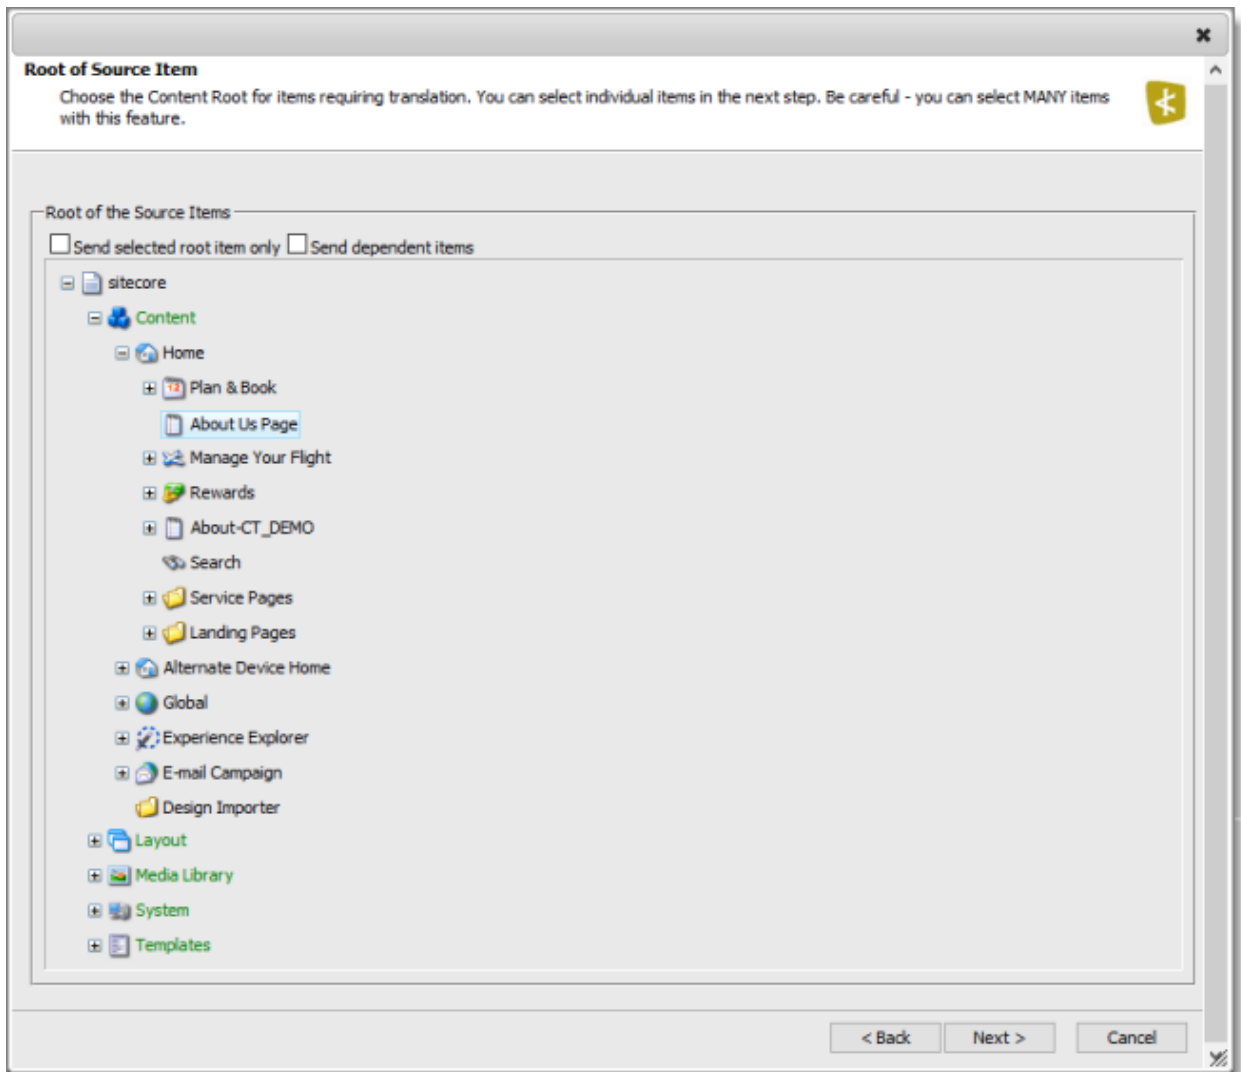 Root of Source Item
Choose the Content Root for items requiring translation. You can select individual items in the next step. Be careful - you can select MANY items
with this feature.
Root of the Source Items
Send selected root item only Send dependent items
sitecore
Content
Home
Plan & Book
About Us Page
Manage Your Flight
Rewards
About-CT_DEMO
Search
Service Pages
Landing Pages
Alternate Device Home
Global
Experience Explorer
E-mail Campaign
Design Importer
Layout
Media Library
System
Templates
< Back Next > Cancel